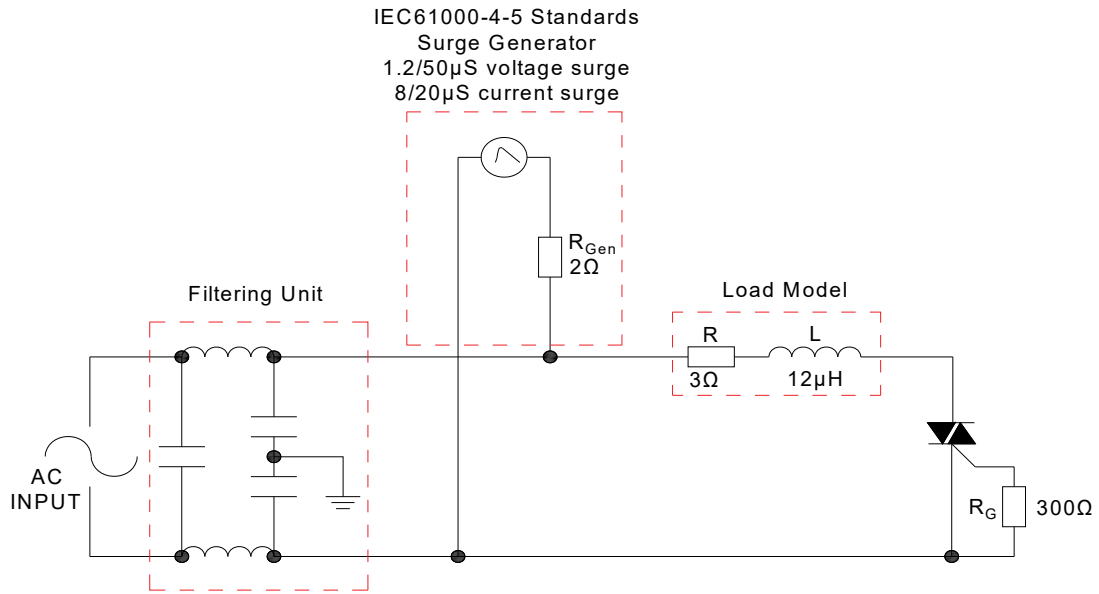 IEC61000-4-5 Standards
Surge Generator
1.2/50µS voltage surge
8/20µS current surge
RGen
2Ω
Filtering Unit
Load Model
R
L
3Ω
12µH
AC
INPUT
RG
300Ω